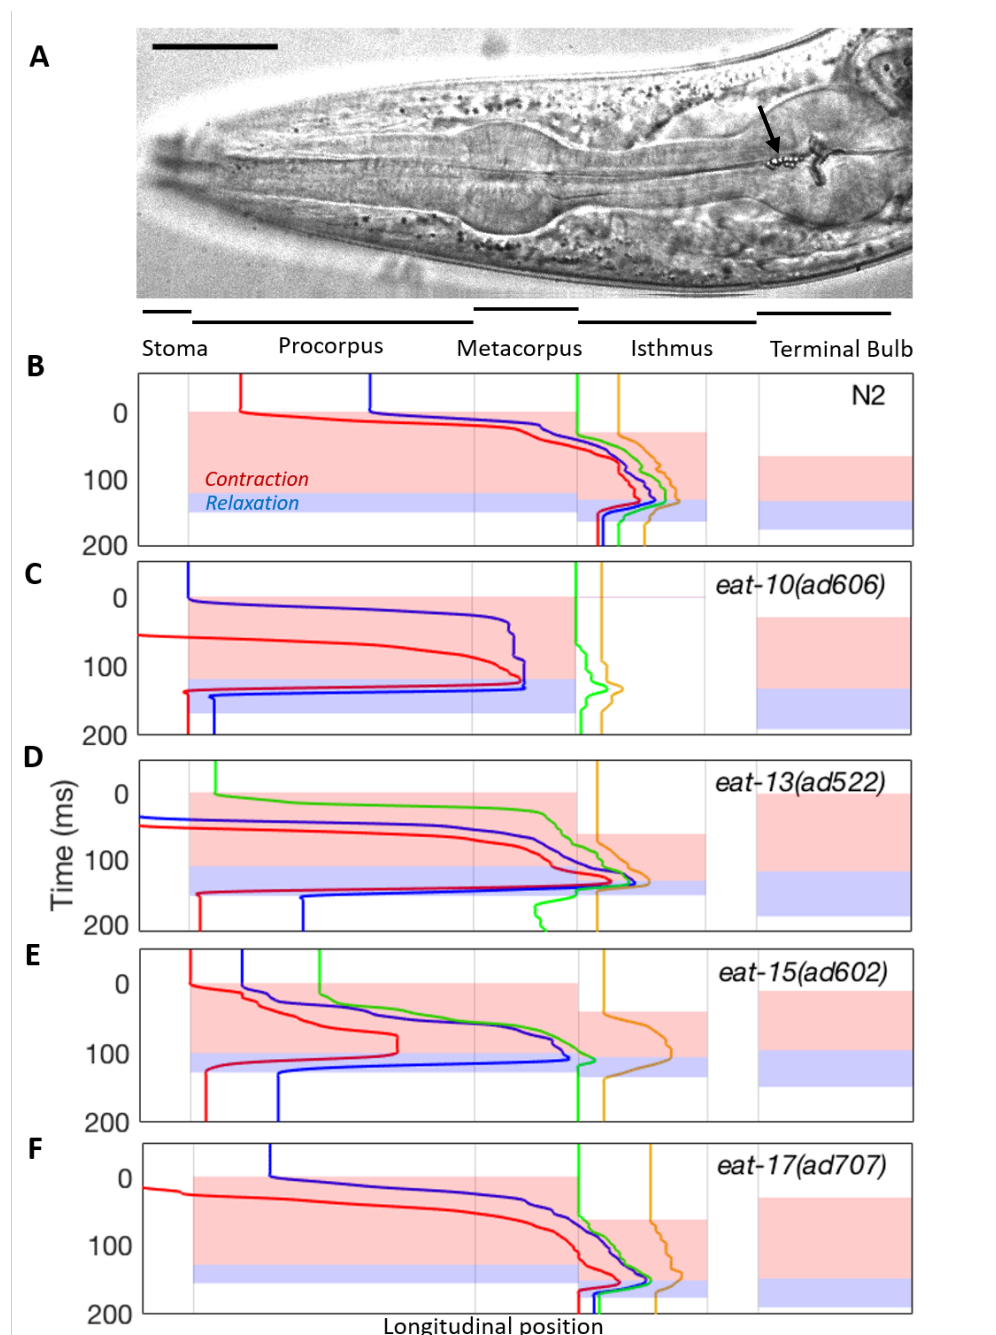 A
Stoma Procorpus Metacorpus Isthmus Terminal Bulb
B
N2
0
100
200
Contraction
Relaxation
C
eat-10(ad606)
0
100
200
D
eat-13(ad522)
0
100
200
Time (ms)
E
eat-15(ad602)
0
100
200
F
eat-17(ad707)
0
100
200
Longitudinal position